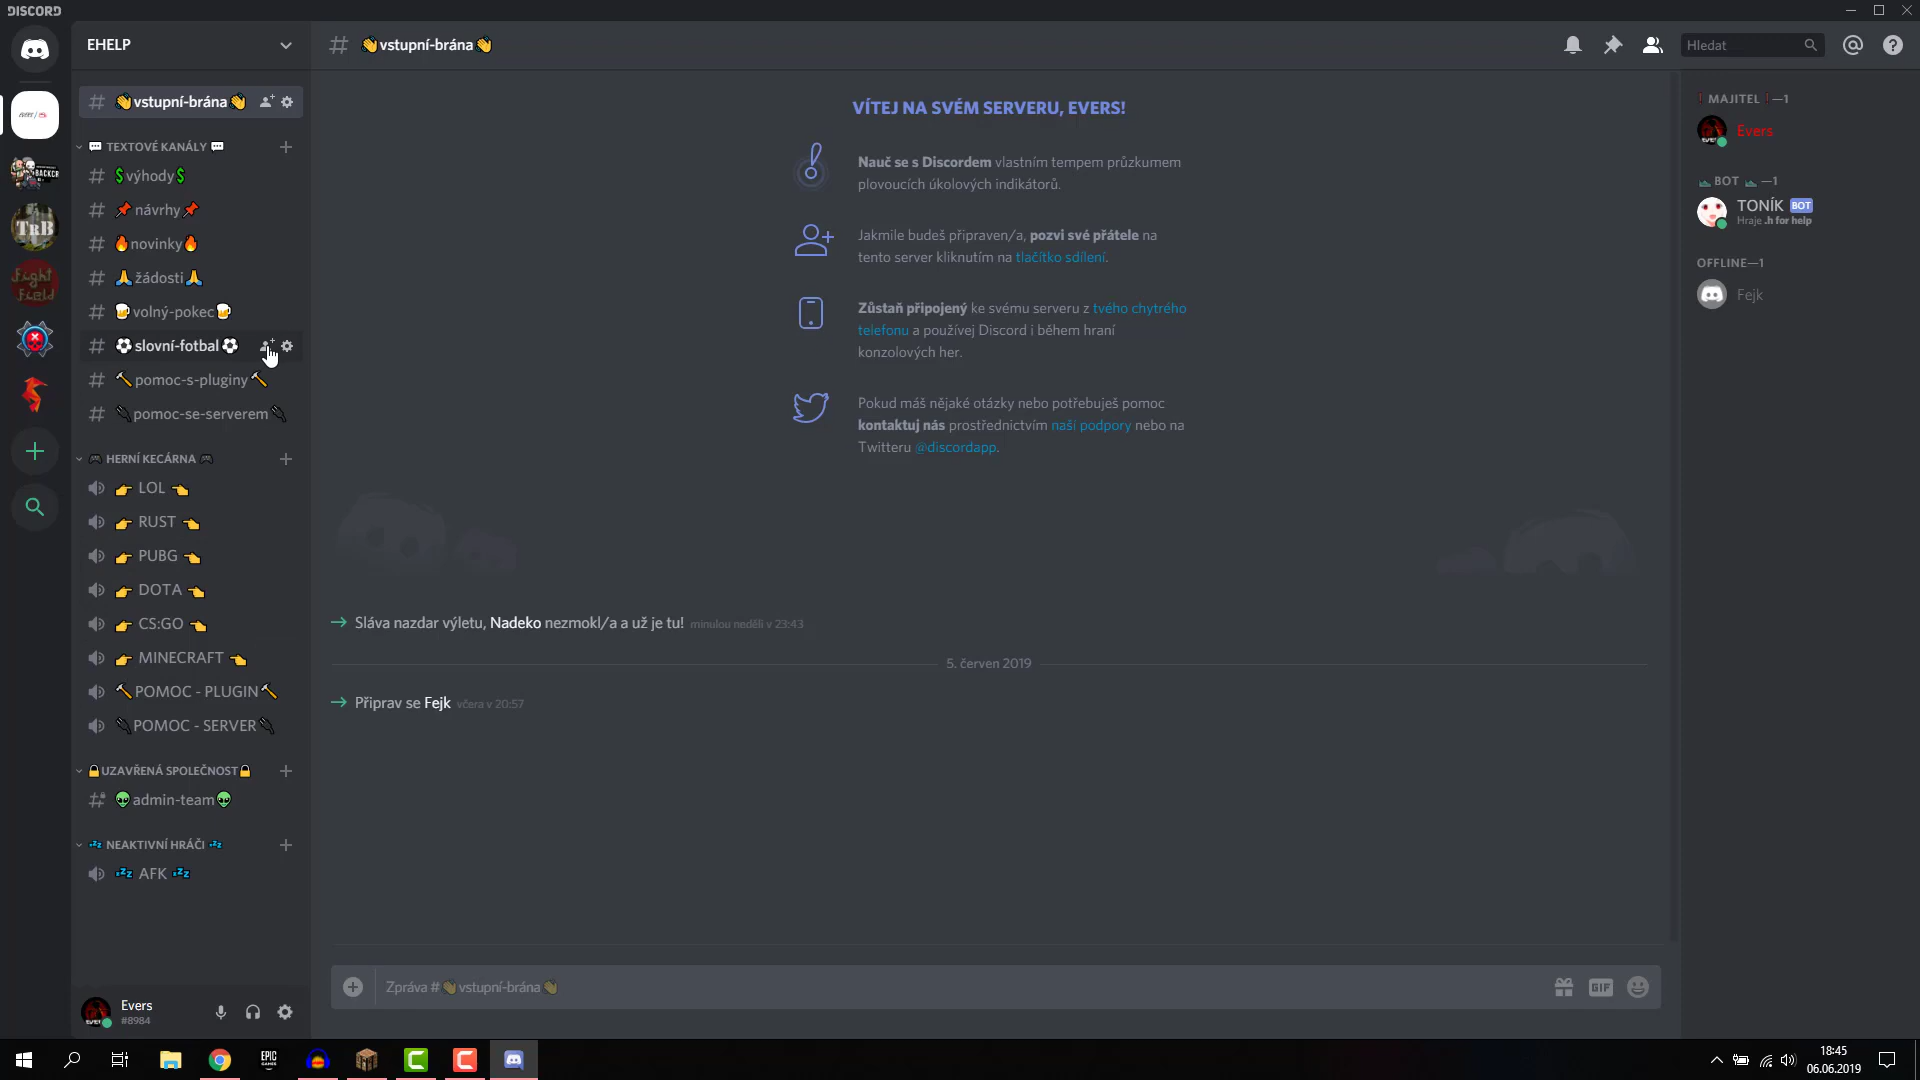 DISCORD
EHELP
👋vstupní-brána👋
Hledat
👋vstupní-brána👋
TEXTOVÉ KANÁLY
$výhody$
návrhy
novinky
žádosti
volný-pokec
slovní-fotbal
pomoc-s-pluginy
pomoc-se-serverem
HERNÍ KECÁRNA
LOL
RUST
PUBG
DOTA
CS:GO
MINECRAFT
POMOC - PLUGIN
POMOC - SERVER
UZAVŘENÁ SPOLEČNOST
admin-team
NEAKTIVNÍ HRÁČI
AFK
Evers
#8984
VÍTEJ NA SVÉM SERVERU, EVERS!
Nauč se s Discordem vlastním tempem průzkumem
plovoucích úkolových indikátorů.
Jakmile budeš připraven/a, pozvi své přátele na
tento server kliknutím na tlačítko sdílení.
Zůstaň připojený ke svému serveru z tvého chytrého
telefonu a používej Discord i během hraní
konzolových her.
Pokud máš nějaké otázky nebo potřebuješ pomoc
kontaktuj nás prostřednictvím naší podpory nebo na
Twitteru @discordapp.
Sláva nazdar výletu, Nadeko nezmokl/a a už je tu! minulou neděli v 23:43
5. červen 2019
Připrav se Fejk včera v 20:57
Zpráva #👋vstupní-brána👋
GIF
MAJITEL—1
Evers
BOT—1
TONÍK BOT
Hraje .h for help
OFFLINE—1
Fejk
TRB
Fight
Field
EPIC
GAMES
18:45
06.06.2019